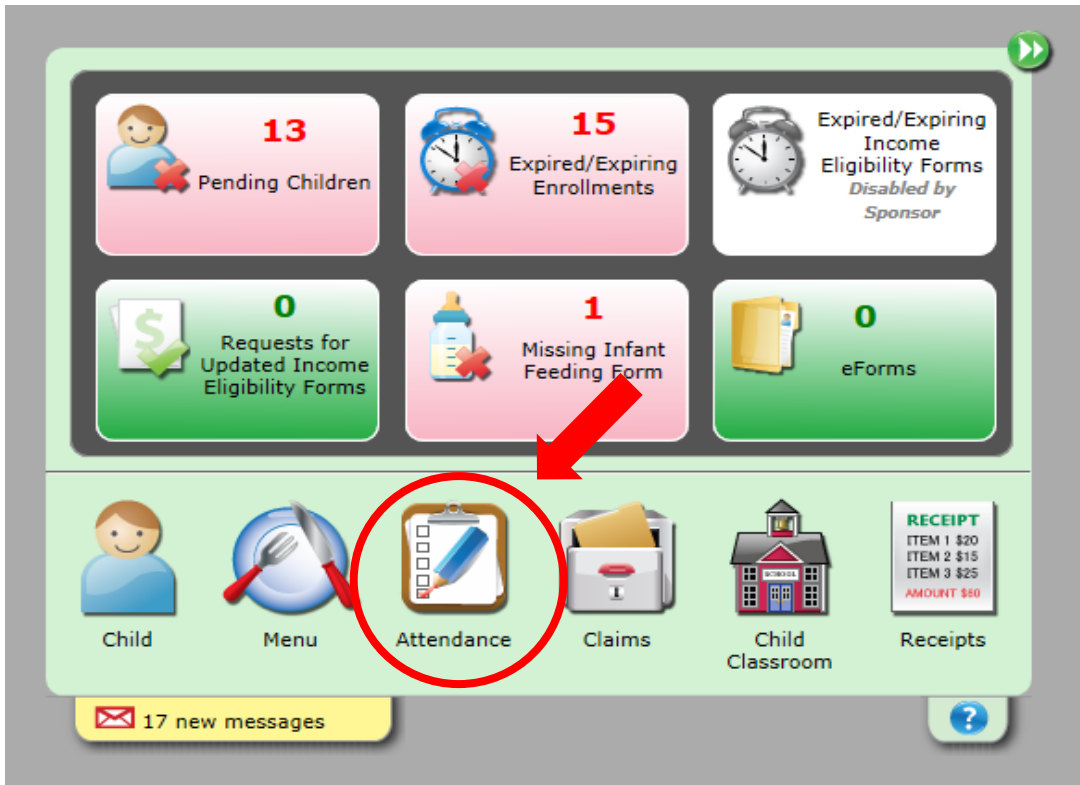 13
Pending Children
15
Expired/Expiring
Enrollments
Expired/Expiring
Income
Eligibility Forms
Disabled by
Sponsor
0
Requests for
Updated Income
Eligibility Forms
1
Missing Infant
Feeding Form
0
eForms
Child
Menu
Attendance
Claims
SCHOOL
Child
Classroom
RECEIPT
ITEM 1 $20
ITEM 2 $15
ITEM 3 $25
AMOUNT $60
Receipts
17 new messages
?